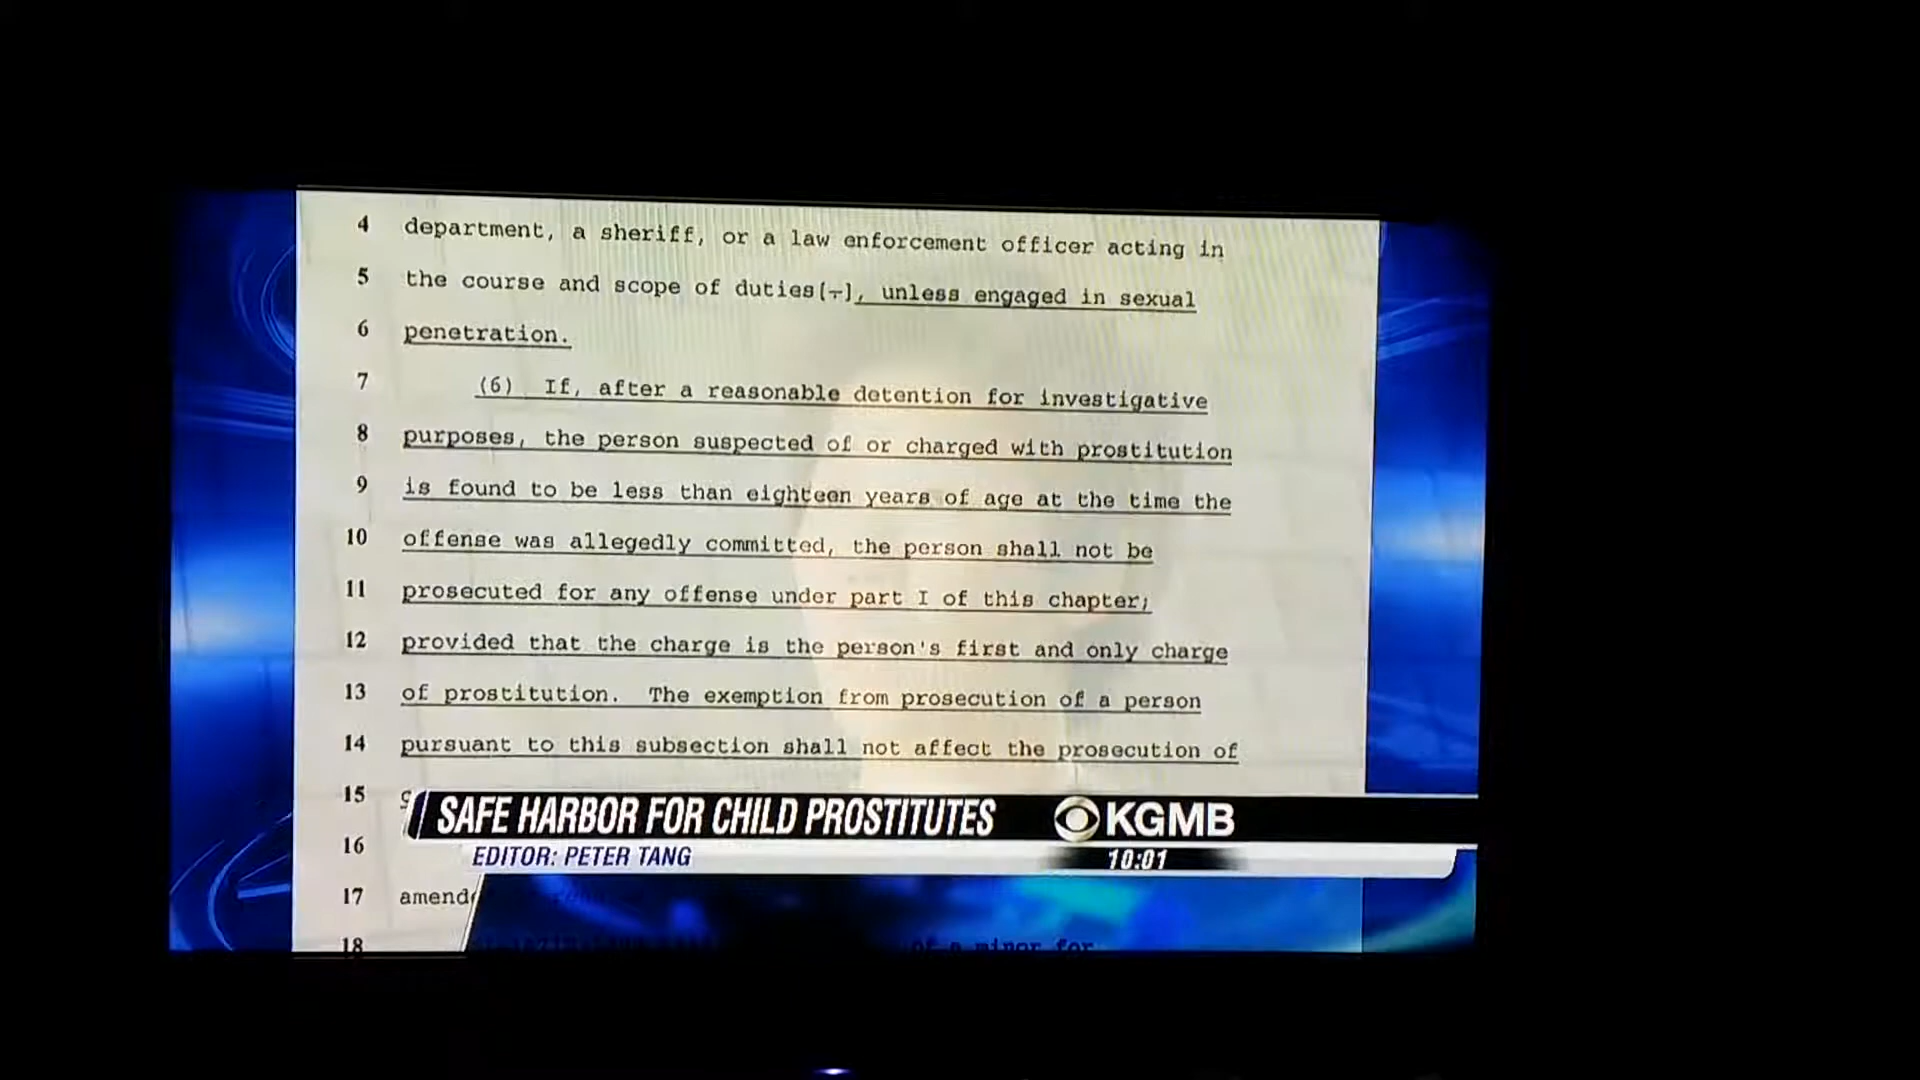 4 department, a sheriff, or a law enforcement officer acting in
5 the course and scope of duties[.], unless engaged in sexual
6 penetration.
7 (6) If, after a reasonable detention for investigative
8 purposes, the person suspected of or charged with prostitution
9 is found to be less than eighteen years of age at the time the
10 offense was allegedly committed, the person shall not be
11 prosecuted for any offense under part I of this chapter;
12 provided that the charge is the person's first and only charge
13 of prostitution. The exemption from prosecution of a person
14 pursuant to this subsection shall not affect the prosecution of
15
SAFE HARBOR FOR CHILD PROSTITUTES KGMB
16
EDITOR: PETER TANG 10:01
17
18 of a minor for